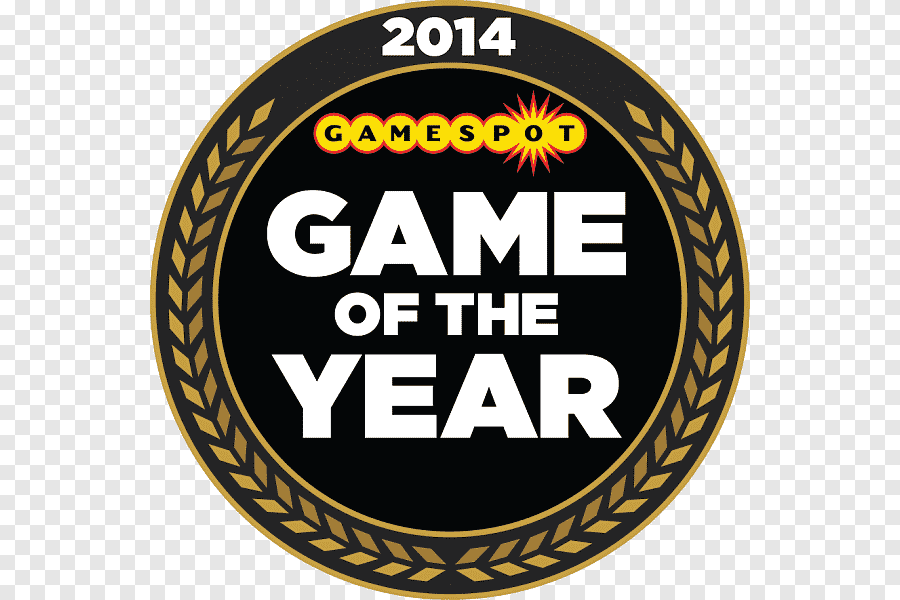 2014
GAMESPOT
GAME
OF THE
YEAR